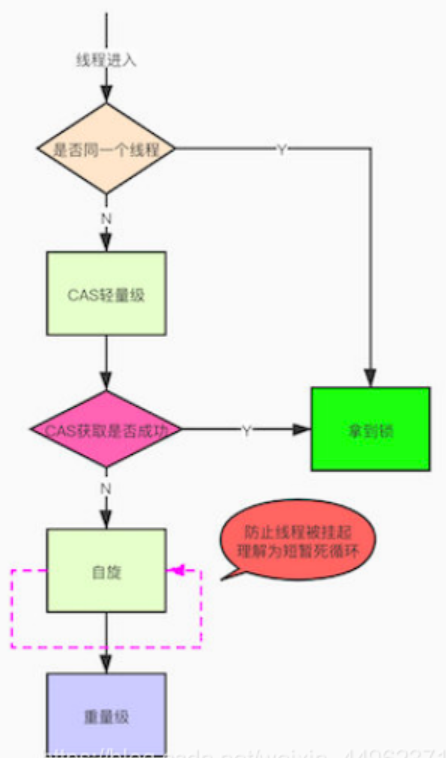 线程进入
是否同一个线程
Y
N
CAS轻量级
CAS获取是否成功
Y
拿到锁
N
防止线程被挂起
理解为短暂死循环
自旋
重量级